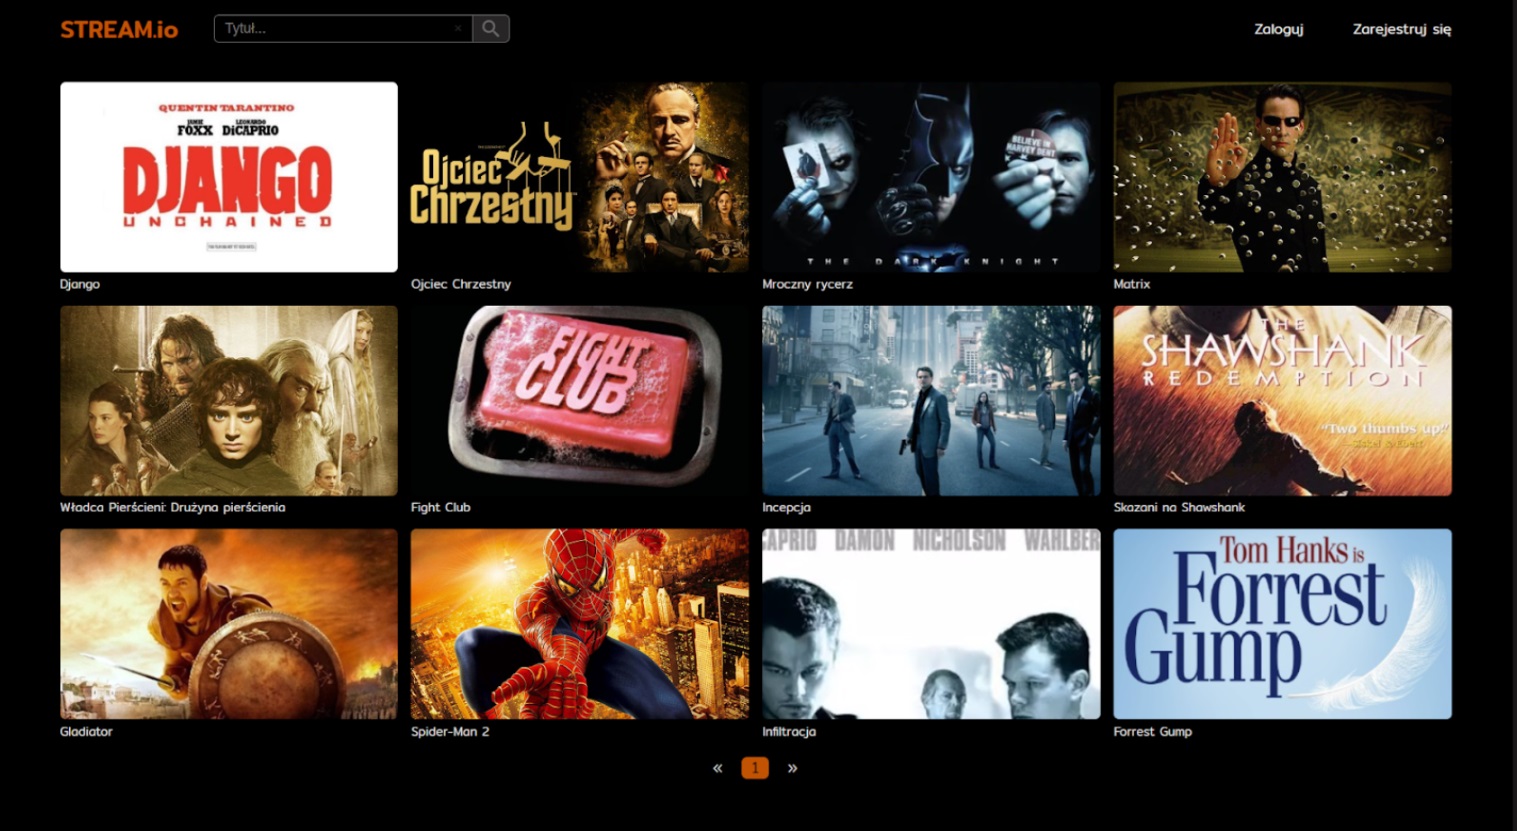 STREAM.io
Tytuł...
Zaloguj
Zarejestruj się
QUENTIN TARANTINO
JAMIE LEONARDO
FOXX DiCAPRIO
DJANGO
UNCHAINED
Ojciec
Chrzestny
I
BELIEVE IN
HARVEY DENT
THE DARK KNIGHT
Django
Ojciec Chrzestny
Mroczny rycerz
Matrix
FIGHT
CLUB
THE
SHAWSHANK
REDEMPTION
"Two thumbs up!"
Władca Pierścieni: Drużyna pierścienia
Fight Club
Incepcja
Skazani na Shawshank
CAPRIO DAMON NICHOLSON WAHLBER
Tom Hanks is
Forrest
Gump
Gladiator
Spider-Man 2
Infiltracja
Forrest Gump
« 1 »